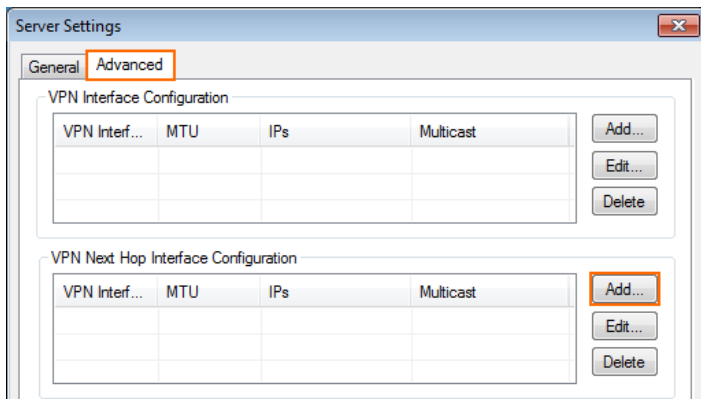 Server Settings
General Advanced
VPN Interface Configuration
VPN Interf... MTU IPs Multicast
Add...
Edit...
Delete
VPN Next Hop Interface Configuration
VPN Interf... MTU IPs Multicast
Add...
Edit...
Delete